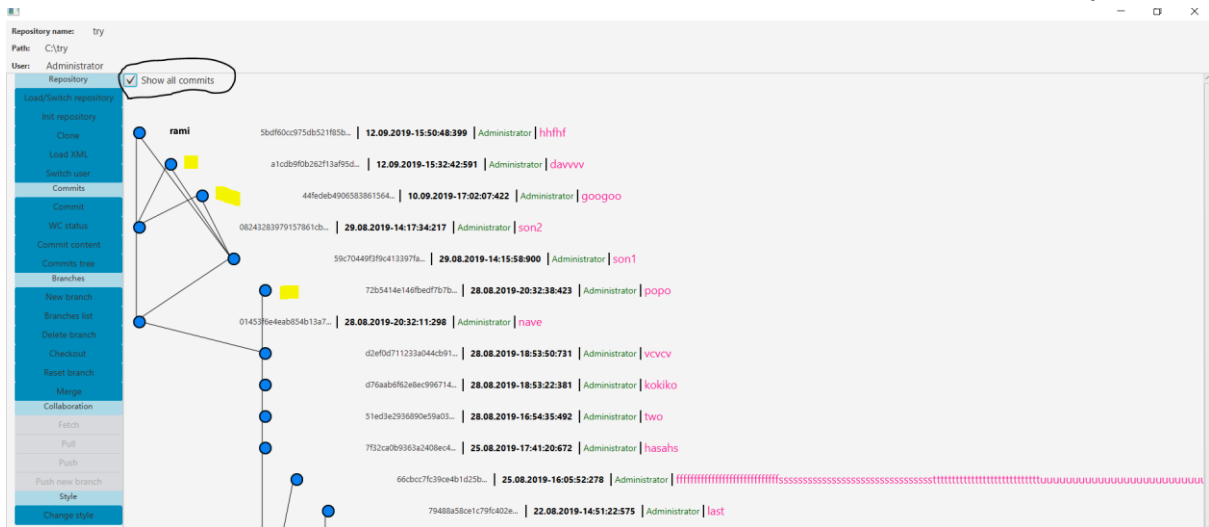 Repository name: try
Path: C:\try
User: Administrator
Repository
Show all commits
Load/Switch repository
Init repository
Clone
Load XML
Switch user
Commits
Commit
WC status
Commit content
Commits tree
Branches
New branch
Branches list
Delete branch
Checkout
Reset branch
Merge
Collaboration
Fetch
Pull
Push
Push new branch
Style
Change style
rami 5bdf60cc975db521f85b... | 12.09.2019-15:50:48:399 | Administrator | hhfhf
a1cdb9f0b262f13af95d... | 12.09.2019-15:32:42:591 | Administrator | davvvv
44fedeb4906583861564... | 10.09.2019-17:02:07:422 | Administrator | googoo
08243283979157861cb... | 29.08.2019-14:17:34:217 | Administrator | son2
59c70449f3f9c413397fa... | 29.08.2019-14:15:58:900 | Administrator | son1
72b5414e146fbedf7b7b... | 28.08.2019-20:32:38:423 | Administrator | popo
01453f6e4eab854b13a7... | 28.08.2019-20:32:11:298 | Administrator | nave
d2ef0d711233a044cb91... | 28.08.2019-18:53:50:731 | Administrator | vcvcv
d76aab6f62e8ec996714... | 28.08.2019-18:53:22:381 | Administrator | kokiko
51ed3e2936890e59a03... | 28.08.2019-16:54:35:492 | Administrator | two
7f32ca0b9363a2408ec4... | 25.08.2019-17:41:20:672 | Administrator | hasahs
66cbcc7fc39ce4b1d25b... | 25.08.2019-16:05:52:278 | Administrator |
79488a58ce1c79fc402e... | 22.08.2019-14:51:22:575 | Administrator | last